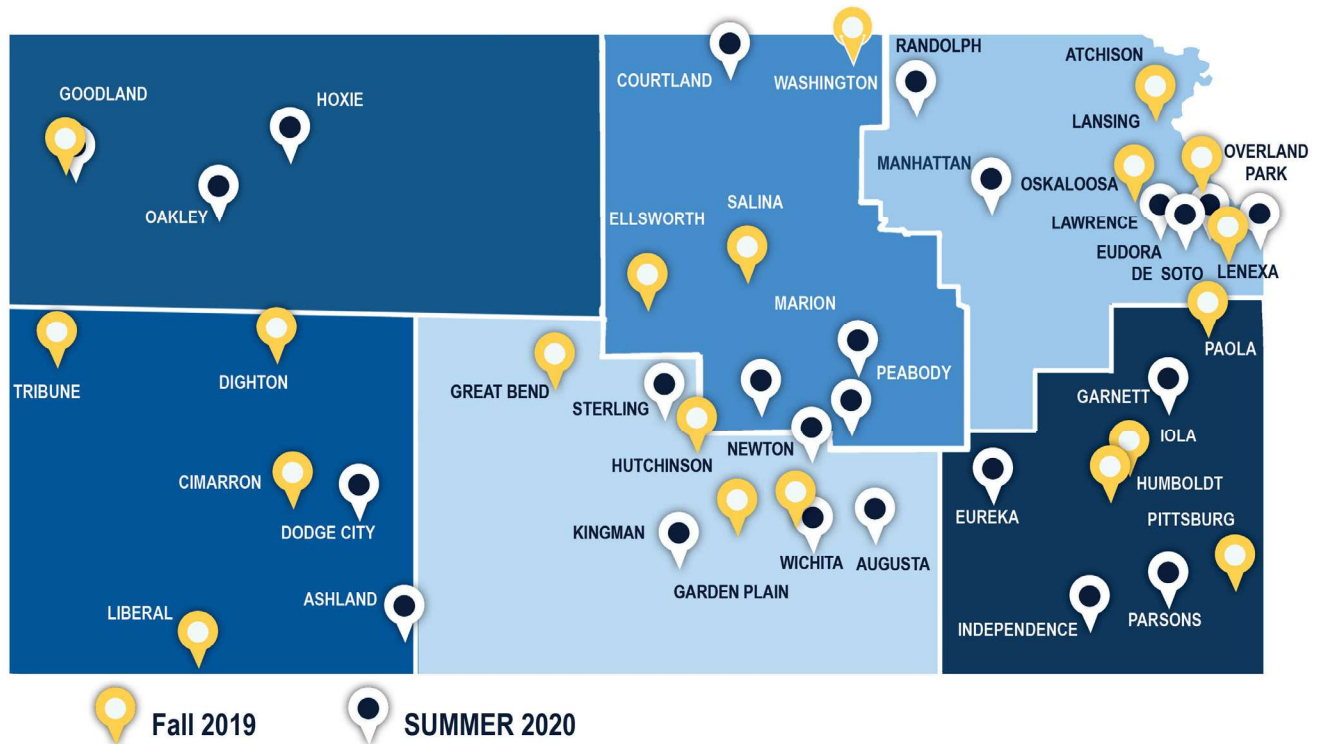 RANDOLPH
ATCHISON
COURTLAND
WASHINGTON
GOODLAND
HOXIE
LANSING
OVERLAND
PARK
MANHATTAN
OSKALOOSA
OAKLEY
ELLSWORTH
SALINA
LAWRENCE
EUDORA
DE SOTO
LENEXA
MARION
PAOLA
TRIBUNE
DIGHTON
GREAT BEND
STERLING
PEABODY
GARNETT
IOLA
HUTCHINSON
NEWTON
CIMARRON
HUMBOLDT
EUREKA
PITTSBURG
DODGE CITY
KINGMAN
WICHITA
AUGUSTA
GARDEN PLAIN
ASHLAND
LIBERAL
INDEPENDENCE
PARSONS
Fall 2019
SUMMER 2020